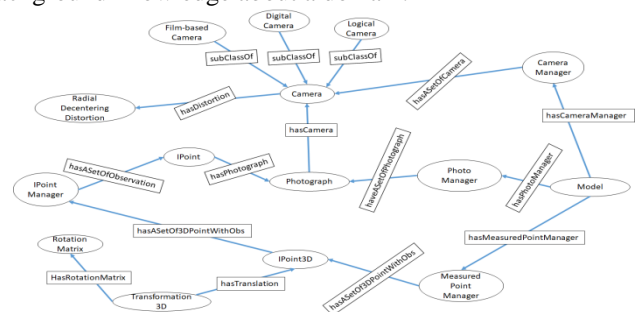 Digital
Camera
Film-based
Camera
Logical
Camera
subClassOf
subClassOf
subClassOf
Camera
Manager
Camera
hasASetOfCamera
Radial
Decentering
Distortion
hasDistortion
hasCamera
hasCameraManager
IPoint
hasASetOfObservation
hasPhotograph
Photograph
haveASetOfPhotograph
Photo
Manager
hasPhotoManager
Model
IPoint
Manager
hasASetOf3DPointWithObs
hasMeasuredPointManager
Rotation
Matrix
IPoint3D
hasASetOf3DPointWithObs
HasRotationMatrix
hasTranslation
Transformation
3D
Measured
Point
Manager